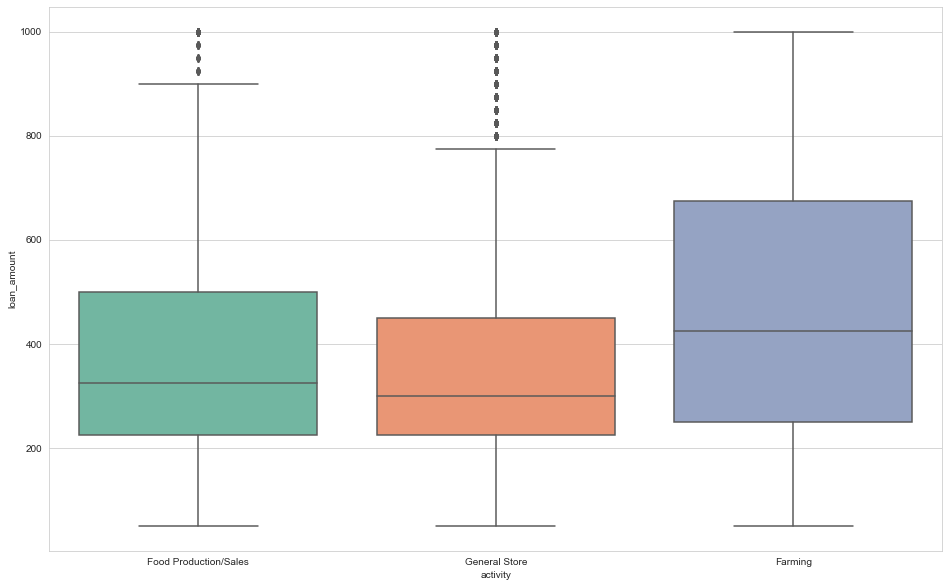 1000
800
600
400
200
loan_amount
Food Production/Sales
General Store
Farming
activity